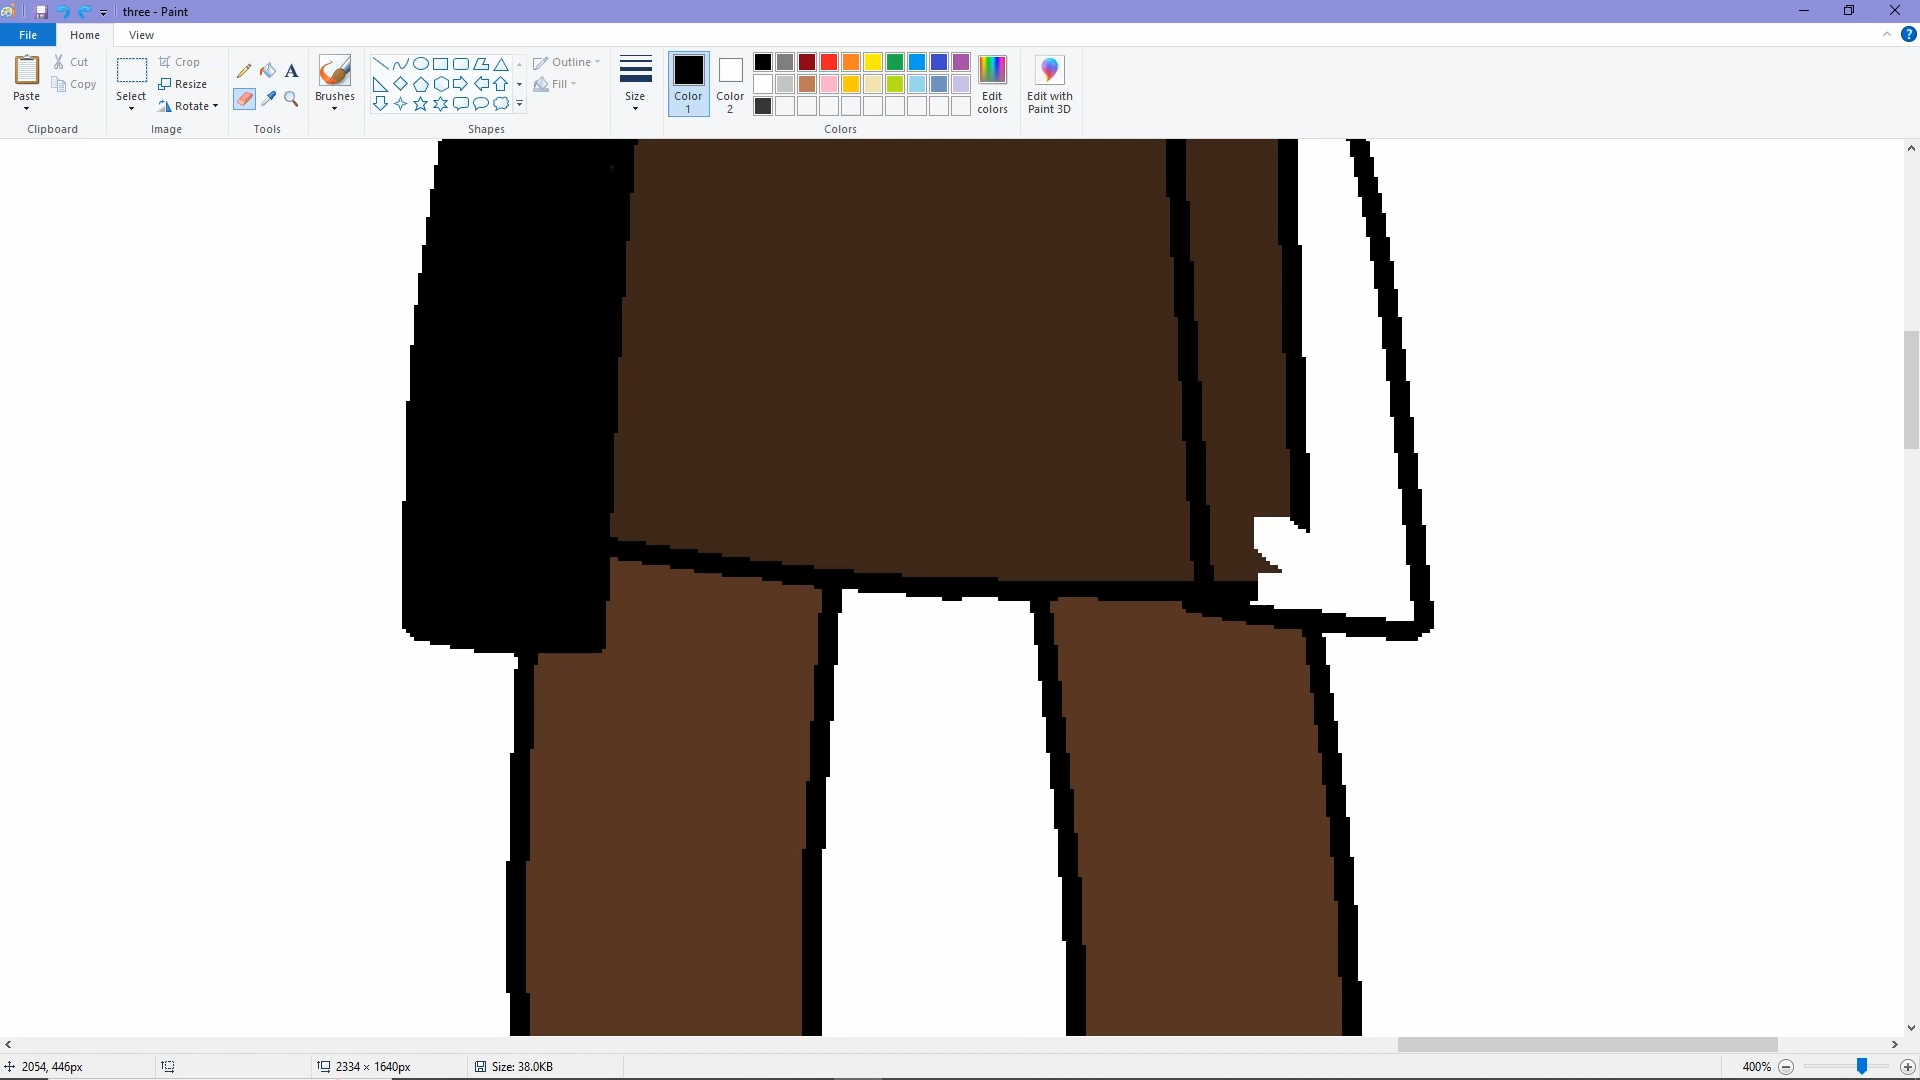 three - Paint
File Home View
Paste Cut Copy
Select Crop Resize Rotate
A
Brushes
Outline Fill
Size
Color 1 Color 2
Edit colors
Edit with Paint 3D
Clipboard Image Tools Shapes Colors
2054, 446px 2334 × 1640px Size: 38.0KB 400%